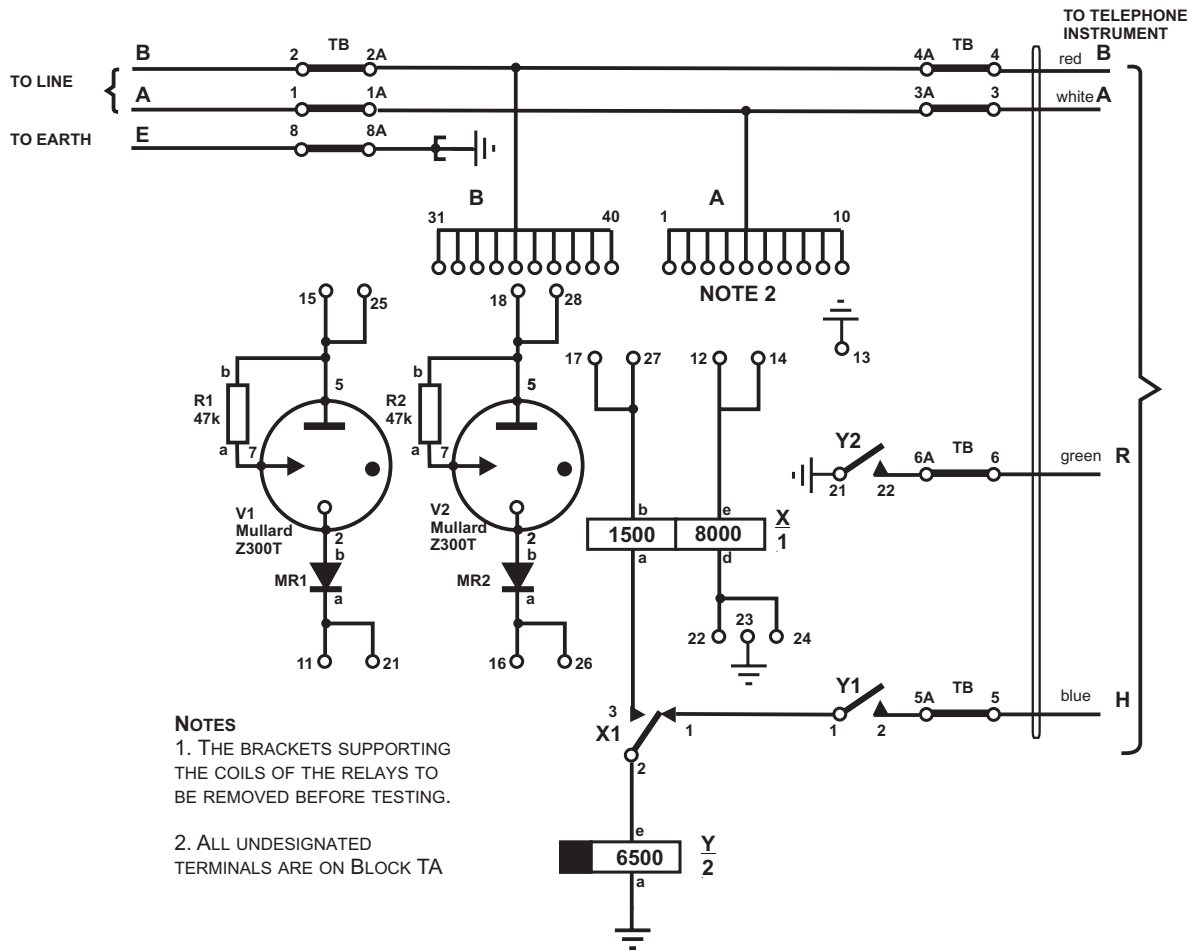 TO TELEPHONE
INSTRUMENT
B 2 TB 2A 4A TB 4 red B
TO LINE
A 1 1A 3A 3 white A
TO EARTH E 8 8A
B A
31 40 1 10
NOTE 2
15 25 18 28
13
17 27 12 14
b 5 b 5
R1 R2
47k 47k
a 7 a 7
Y2 6A TB 6 green R
21 22
V1 V2
Mullard Mullard
Z300T Z300T
2 2
b b
MR1 MR2
a a
b e X
1500 8000 1
a d
22 23 24
11 21 16 26
Y1 5A TB 5 blue H
3 1 1 2
X1
2
NOTES
1. THE BRACKETS SUPPORTING
THE COILS OF THE RELAYS TO
BE REMOVED BEFORE TESTING.
2. ALL UNDESIGNATED
TERMINALS ARE ON BLOCK TA
e Y
6500 2
a